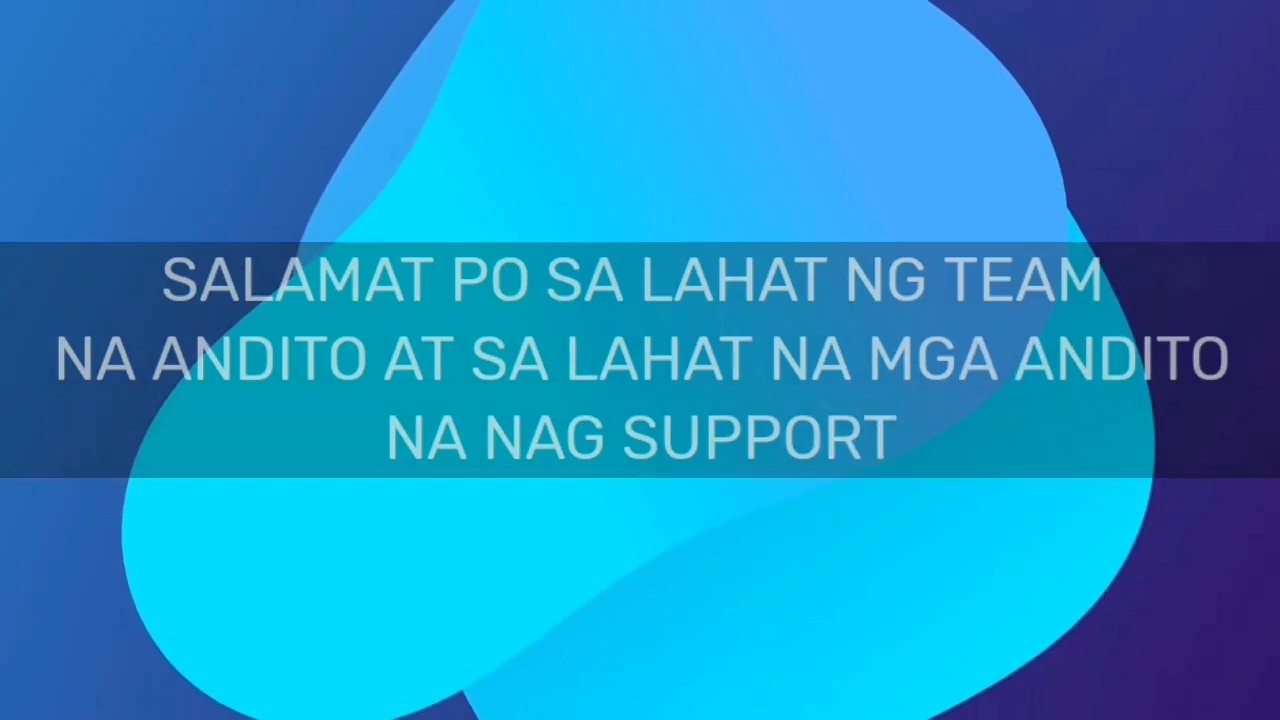 SALAMAT PO SA LAHAT NG TEAM
NA ANDITO AT SA LAHAT NA MGA ANDITO
NA NAG SUPPORT